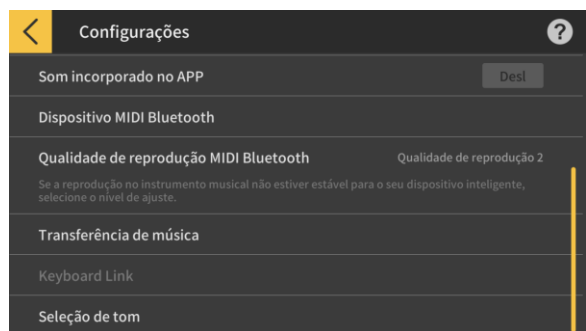 Configurações
?
Som incorporado no APP Desl
Dispositivo MIDI Bluetooth
Qualidade de reprodução MIDI Bluetooth Qualidade de reprodução 2
Se a reprodução no instrumento musical não estiver estável para o seu dispositivo inteligente,
selecione o nível de ajuste.
Transferência de música
Keyboard Link
Seleção de tom